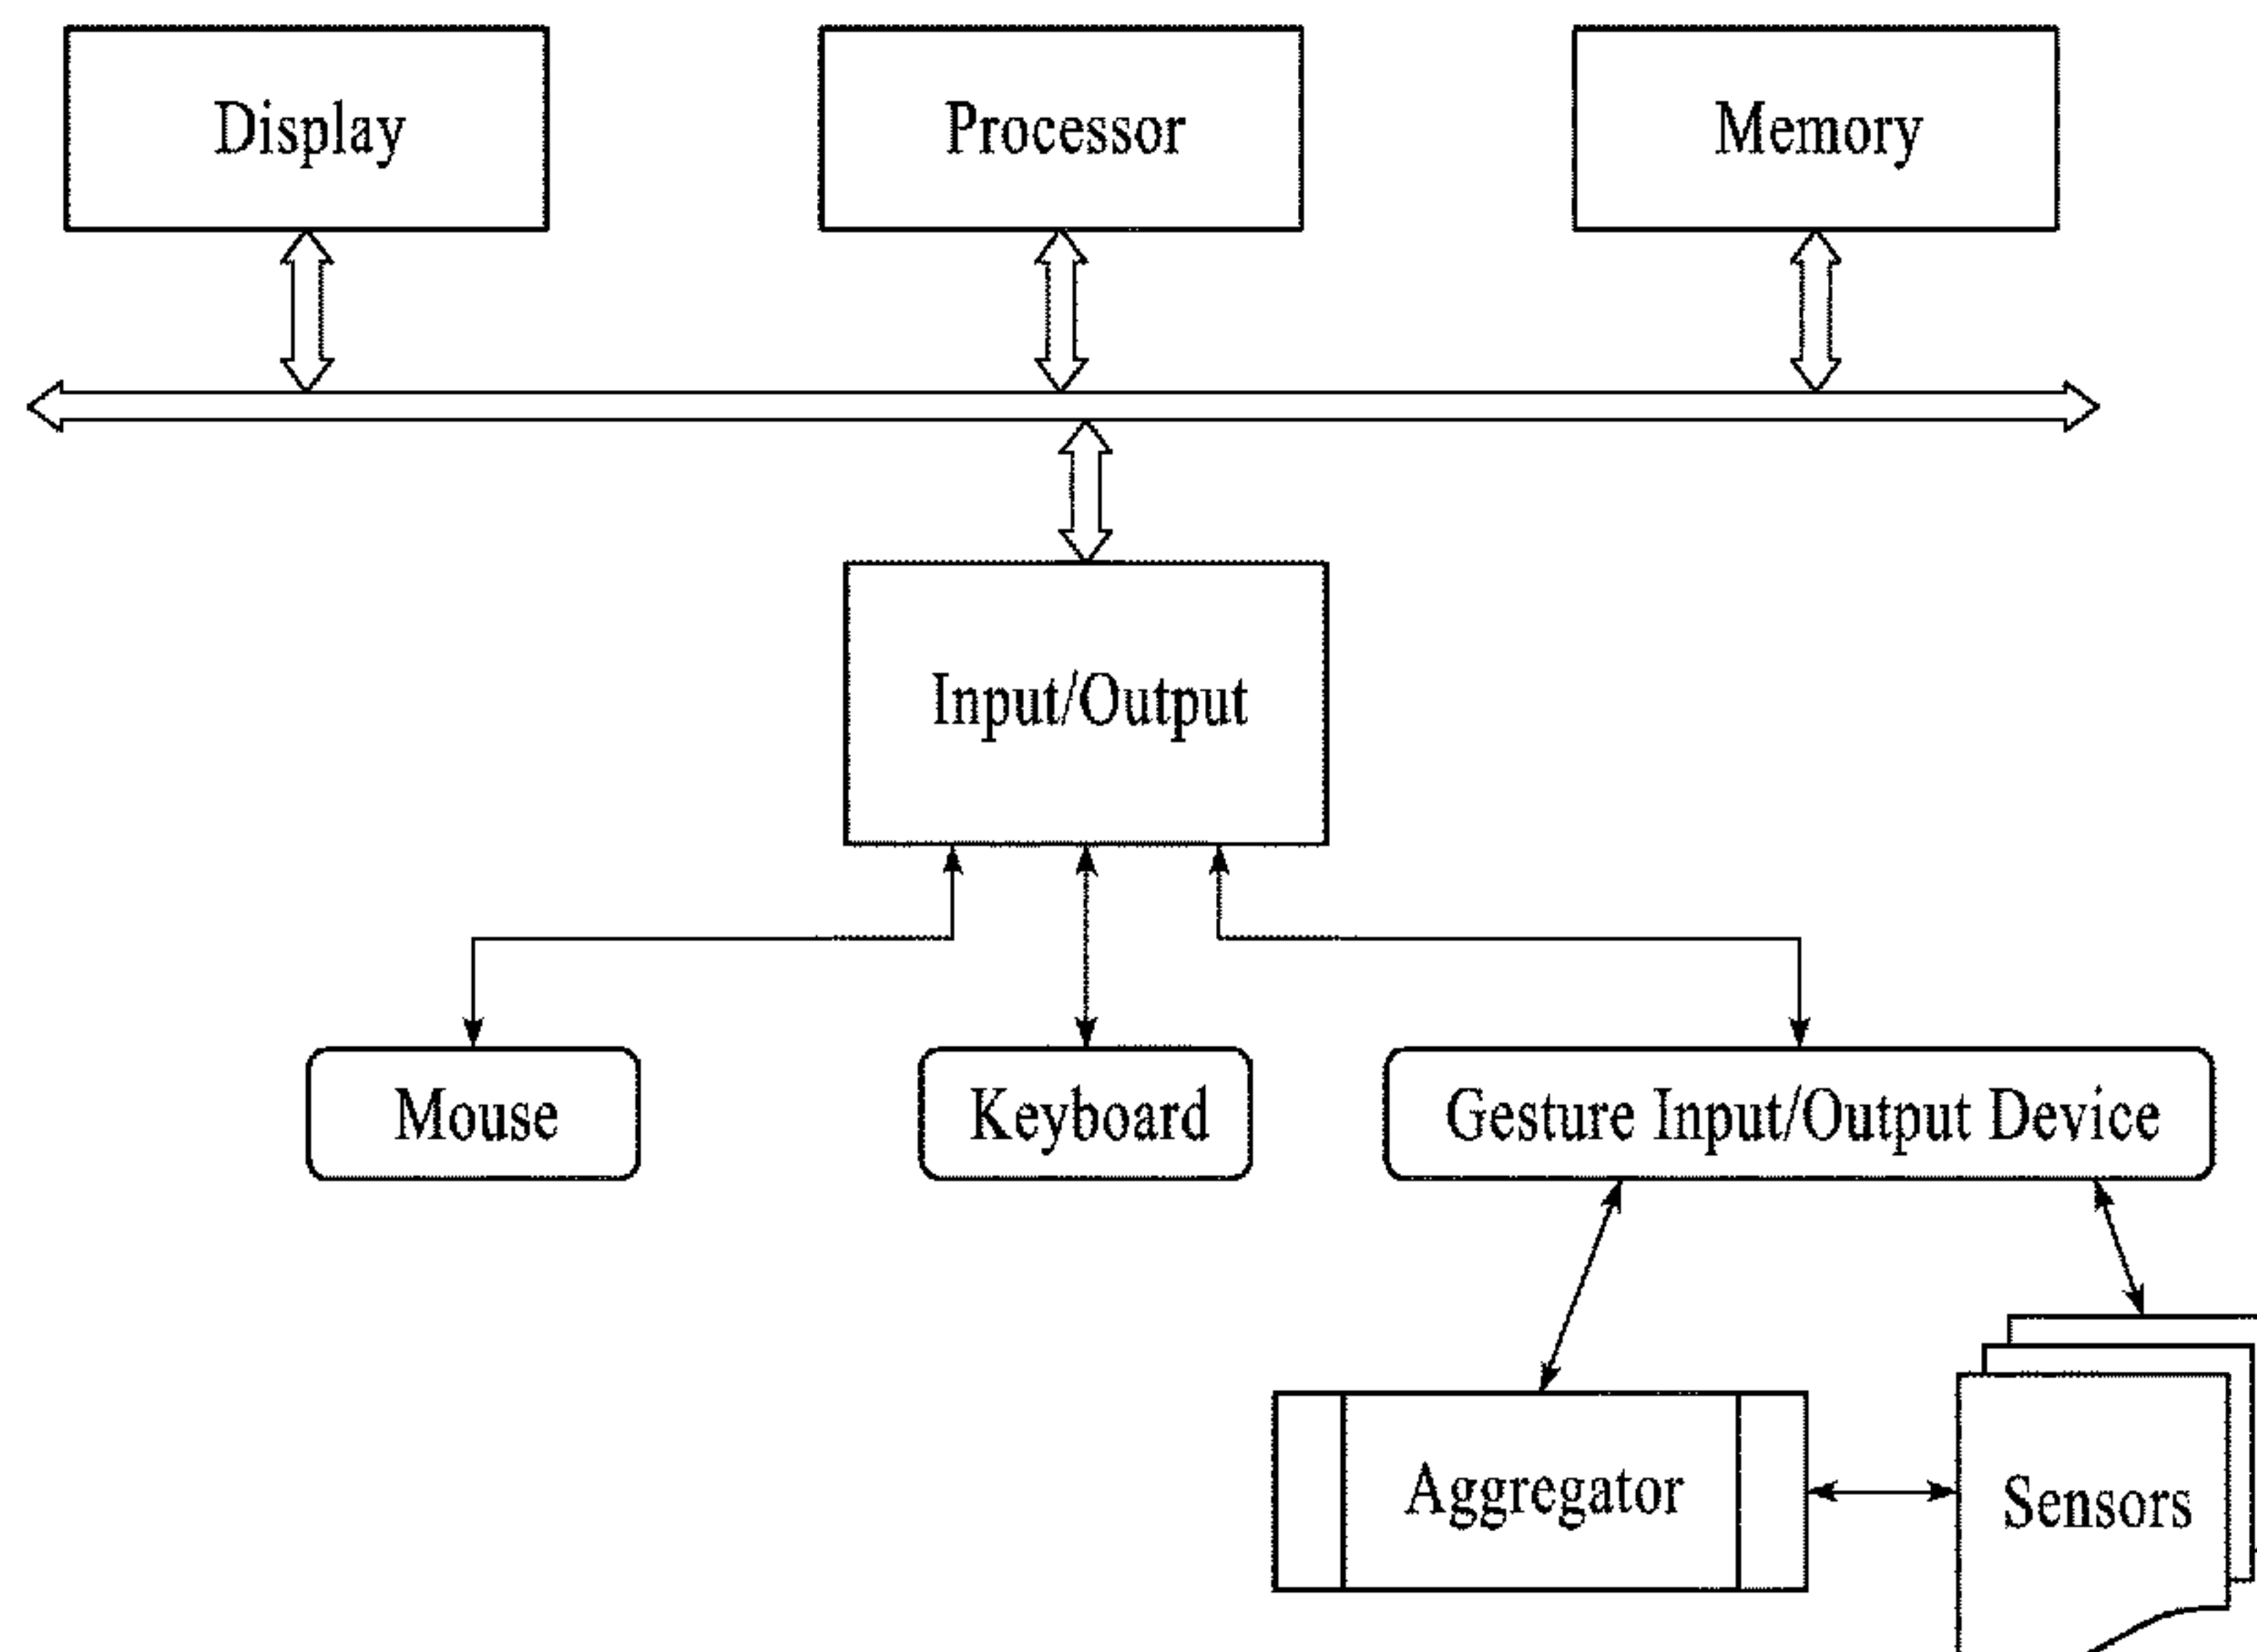 Display
Processor
Memory
Input/Output
Mouse
Keyboard
Gesture Input/Output Device
Aggregator
Sensors